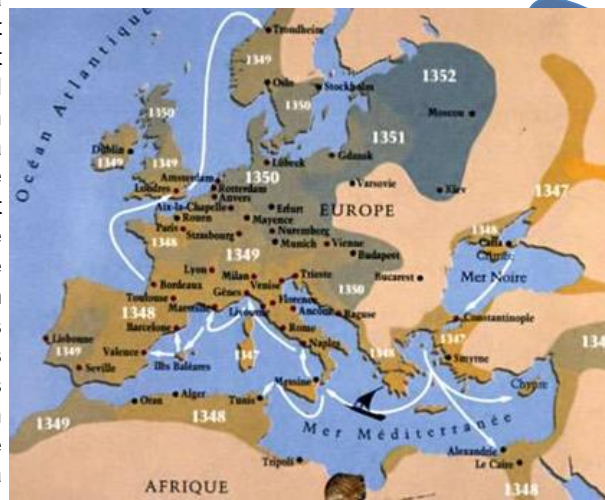 Océan Atlantique
Trondheim
1349
Oslo
Stockholm
1350
1352
Moscou
1350
1351
Dublin
1349
1349
Lübeck
Gdansk
Amsterdam
1350
Londres
Rotterdam
Anvers
Varsovie
Kiev
Aix-la-Chapelle
Erfurt
EUROPE
1347
Rouen
Mayence
Paris
Nuremberg
1348
Strasbourg
Munich
Vienne
1348
Caffa
Crimée
1349
Budapest
Lyon
Milan
Trieste
Bucarest
Mer Noire
Venise
Bordeaux
Gênes
1350
Toulouse
Florence
Marseille
Livourne
Ancône
Raguse
Constantinople
1348
Barcelone
Rome
1347
Lisbonne
Naples
1349
Valence
1347
1348
Smyrne
134
Iles Baléares
Séville
Messine
Chypre
Oran
Alger
Tunis
Mer Méditerranée
1349
1348
Alexandrie
Tripoli
Le Caire
AFRIQUE
1348